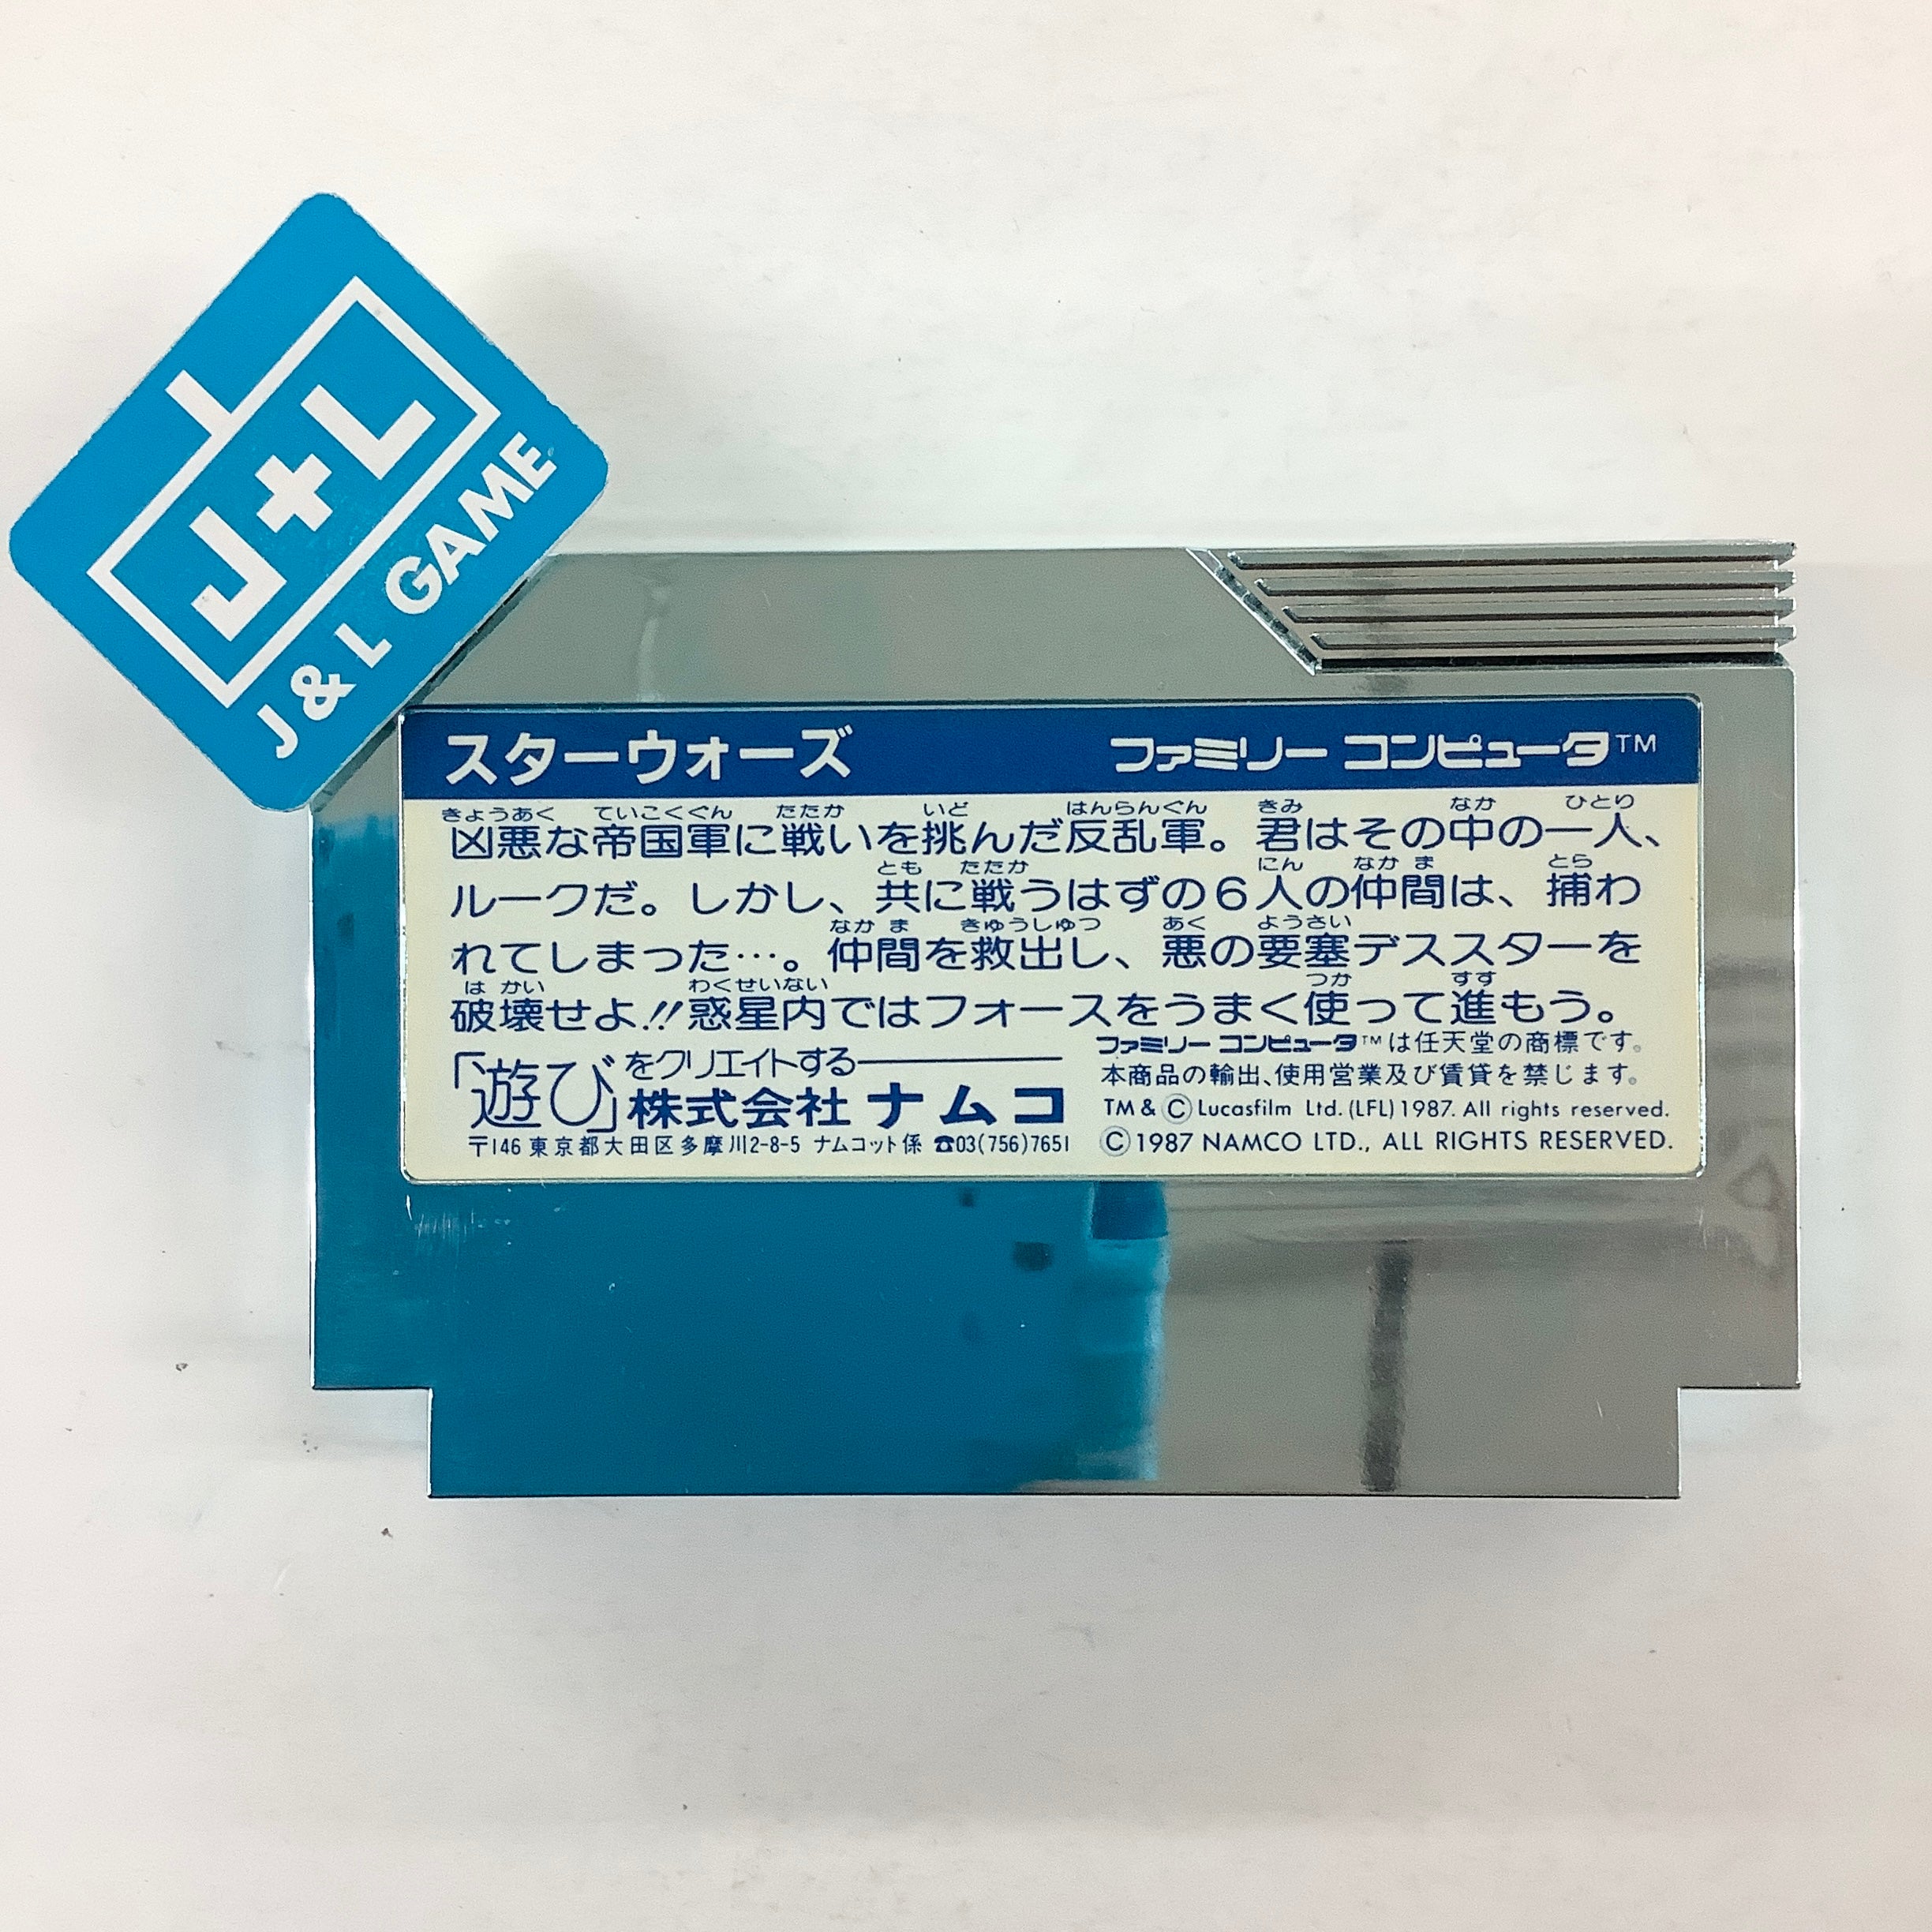 J+L
J & L GAME
スターウォーズ
ファミリー コンピュータTM
きょうあく ていこくぐん たたか いど はんらんぐん きみ なか ひとり
凶悪な帝国軍に戦いを挑んだ反乱軍。君はその中の一人、
とも たたか にん なか ま とら
ルークだ。しかし、共に戦うはずの6人の仲間は、捕わ
なか ま きゅうしゅつ あく ようさい
れてしまった…。仲間を救出し、悪の要塞デススターを
は かい わくせいない つか すす
破壊せよ!!惑星内ではフォースをうまく使って進もう。
「遊び」をクリエイトする
株式会社 ナムコ
〒146 東京都大田区多摩川2-8-5 ナムコット係 ☎03(756)7651
ファミリー コンピュータTMは任天堂の商標です。
本商品の輸出、使用営業及び賃貸を禁じます。
TM & © Lucasfilm Ltd. (LFL) 1987. All rights reserved.
© 1987 NAMCO LTD., ALL RIGHTS RESERVED.